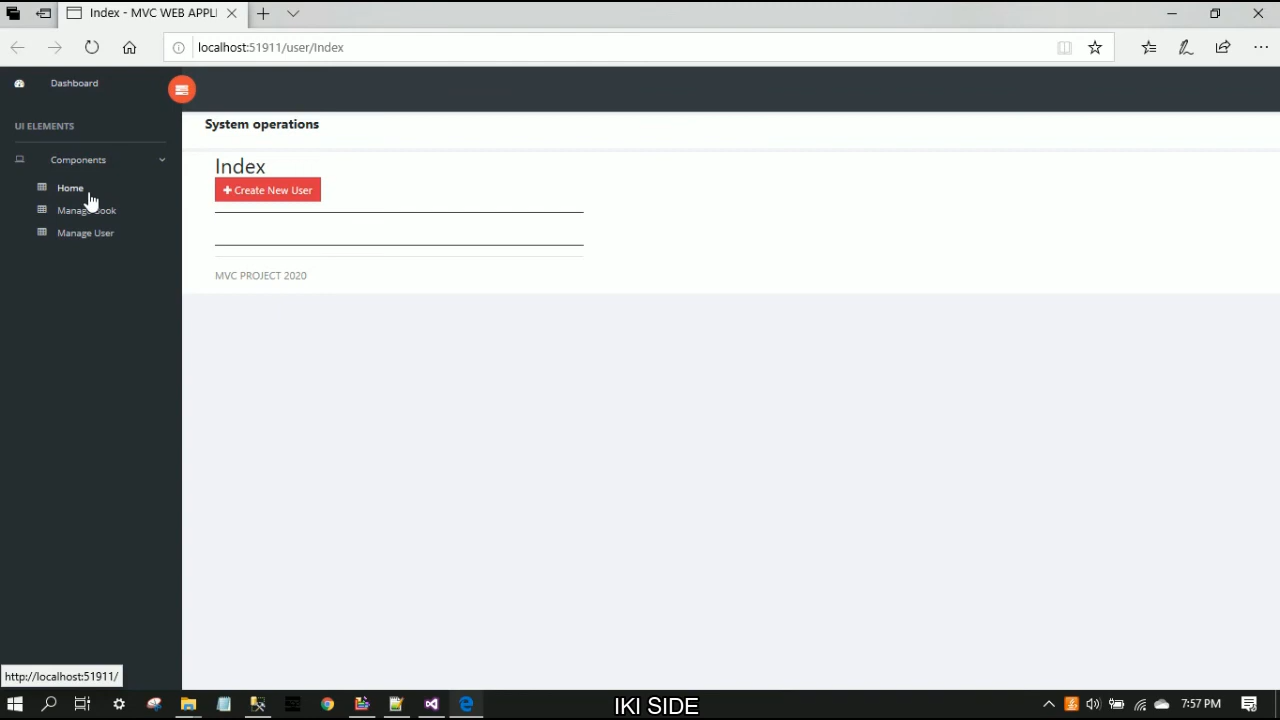 Index - MVC WEB APPLI
localhost:51911/user/Index
Dashboard
System operations
UI ELEMENTS
Components
Index
Home
+ Create New User
Manage Book
Manage User
MVC PROJECT 2020
http://localhost:51911/
IKI SIDE
7:57 PM